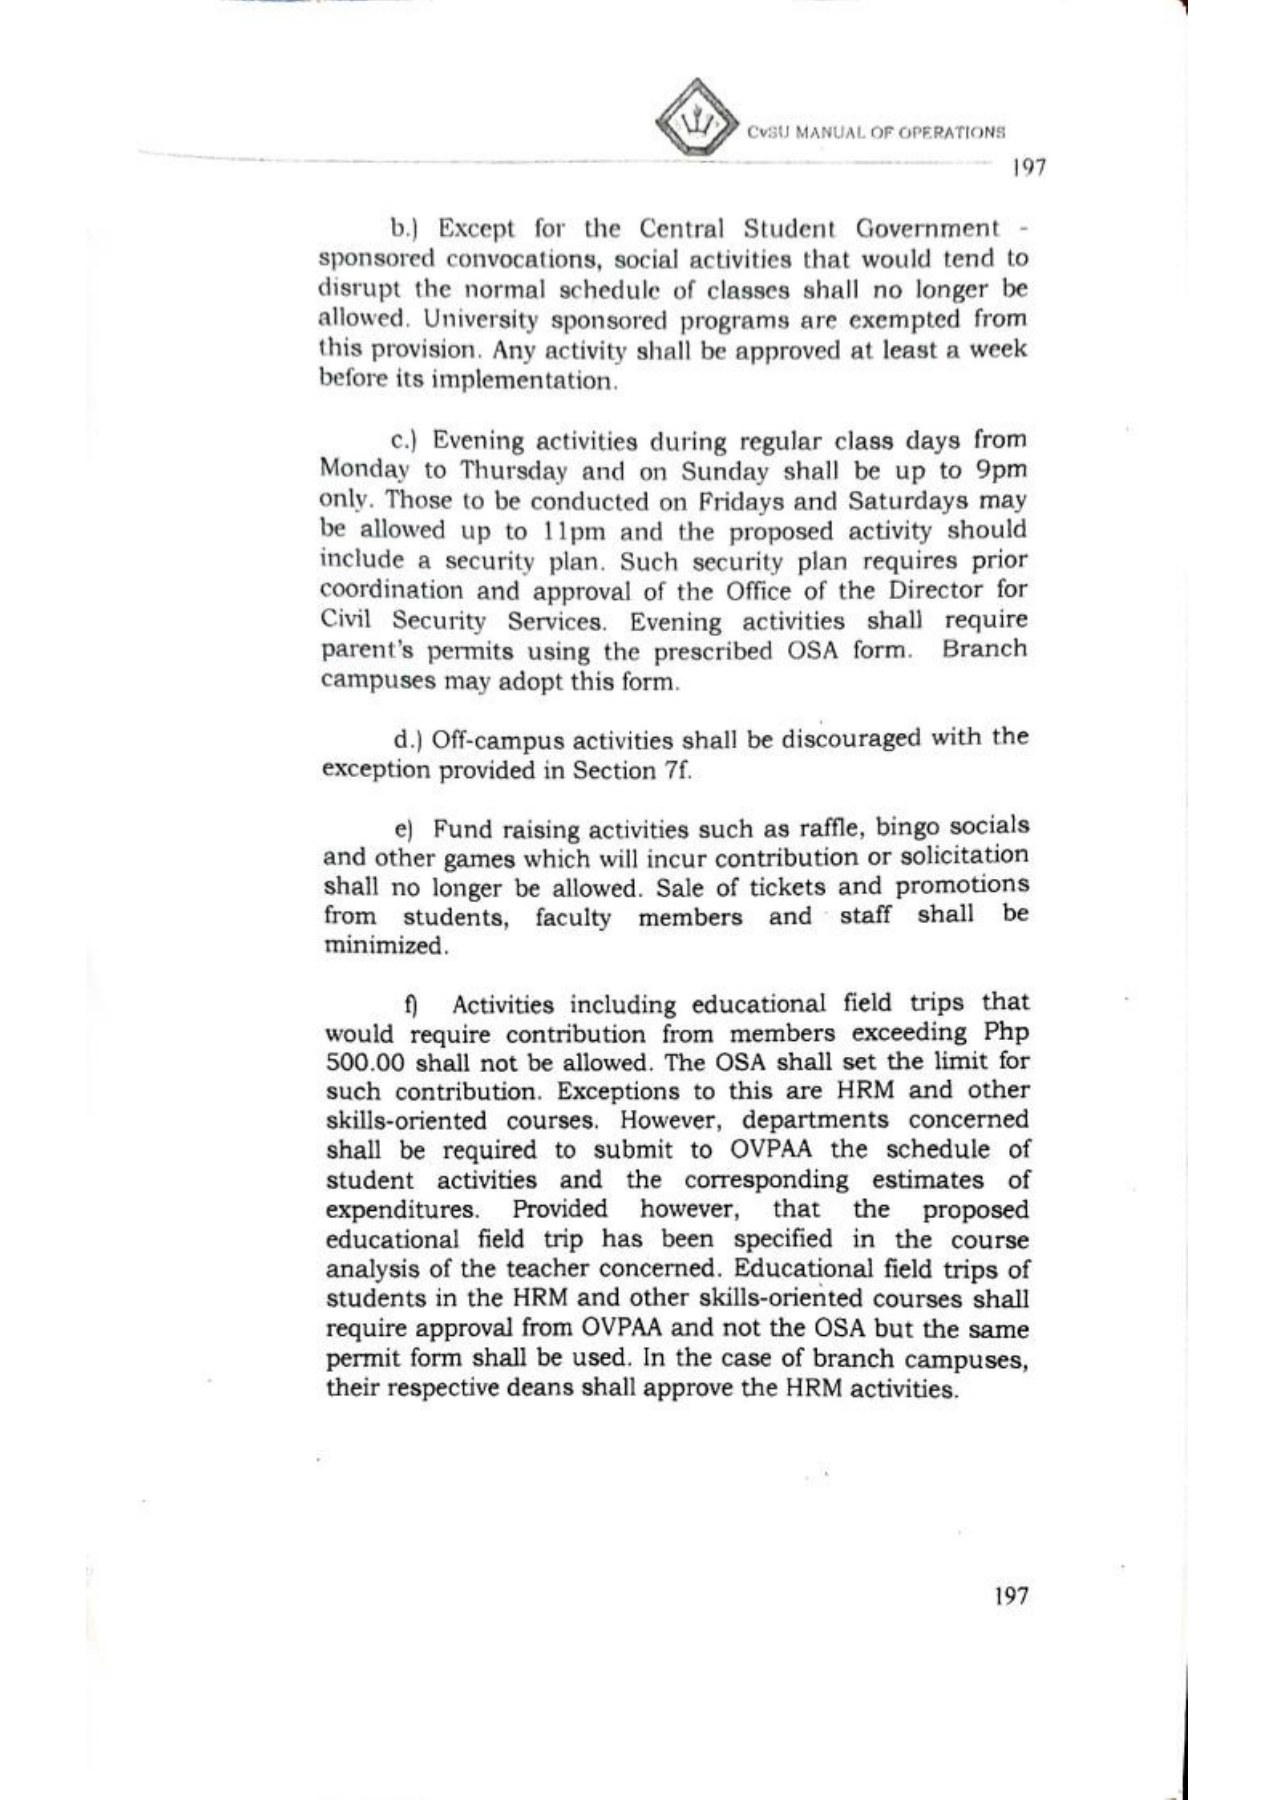 CvSU MANUAL OF OPERATIONS
197
b.) Except for the Central Student Government -
sponsored convocations, social activities that would tend to
disrupt the normal schedule of classes shall no longer be
allowed. University sponsored programs are exempted from
this provision. Any activity shall be approved at least a week
before its implementation.
c.) Evening activities during regular class days from
Monday to Thursday and on Sunday shall be up to 9pm
only. Those to be conducted on Fridays and Saturdays may
be allowed up to 11pm and the proposed activity should
include a security plan. Such security plan requires prior
coordination and approval of the Office of the Director for
Civil Security Services. Evening activities shall require
parent's permits using the prescribed OSA form. Branch
campuses may adopt this form.
d.) Off-campus activities shall be discouraged with the
exception provided in Section 7f.
e) Fund raising activities such as raffle, bingo socials
and other games which will incur contribution or solicitation
shall no longer be allowed. Sale of tickets and promotions
from students, faculty members and staff shall be
minimized.
f) Activities including educational field trips that
would require contribution from members exceeding Php
500.00 shall not be allowed. The OSA shall set the limit for
such contribution. Exceptions to this are HRM and other
skills-oriented courses. However, departments concerned
shall be required to submit to OVPAA the schedule of
student activities and the corresponding estimates of
expenditures. Provided however, that the proposed
educational field trip has been specified in the course
analysis of the teacher concerned. Educational field trips of
students in the HRM and other skills-oriented courses shall
require approval from OVPAA and not the OSA but the same
permit form shall be used. In the case of branch campuses,
their respective deans shall approve the HRM activities.
197